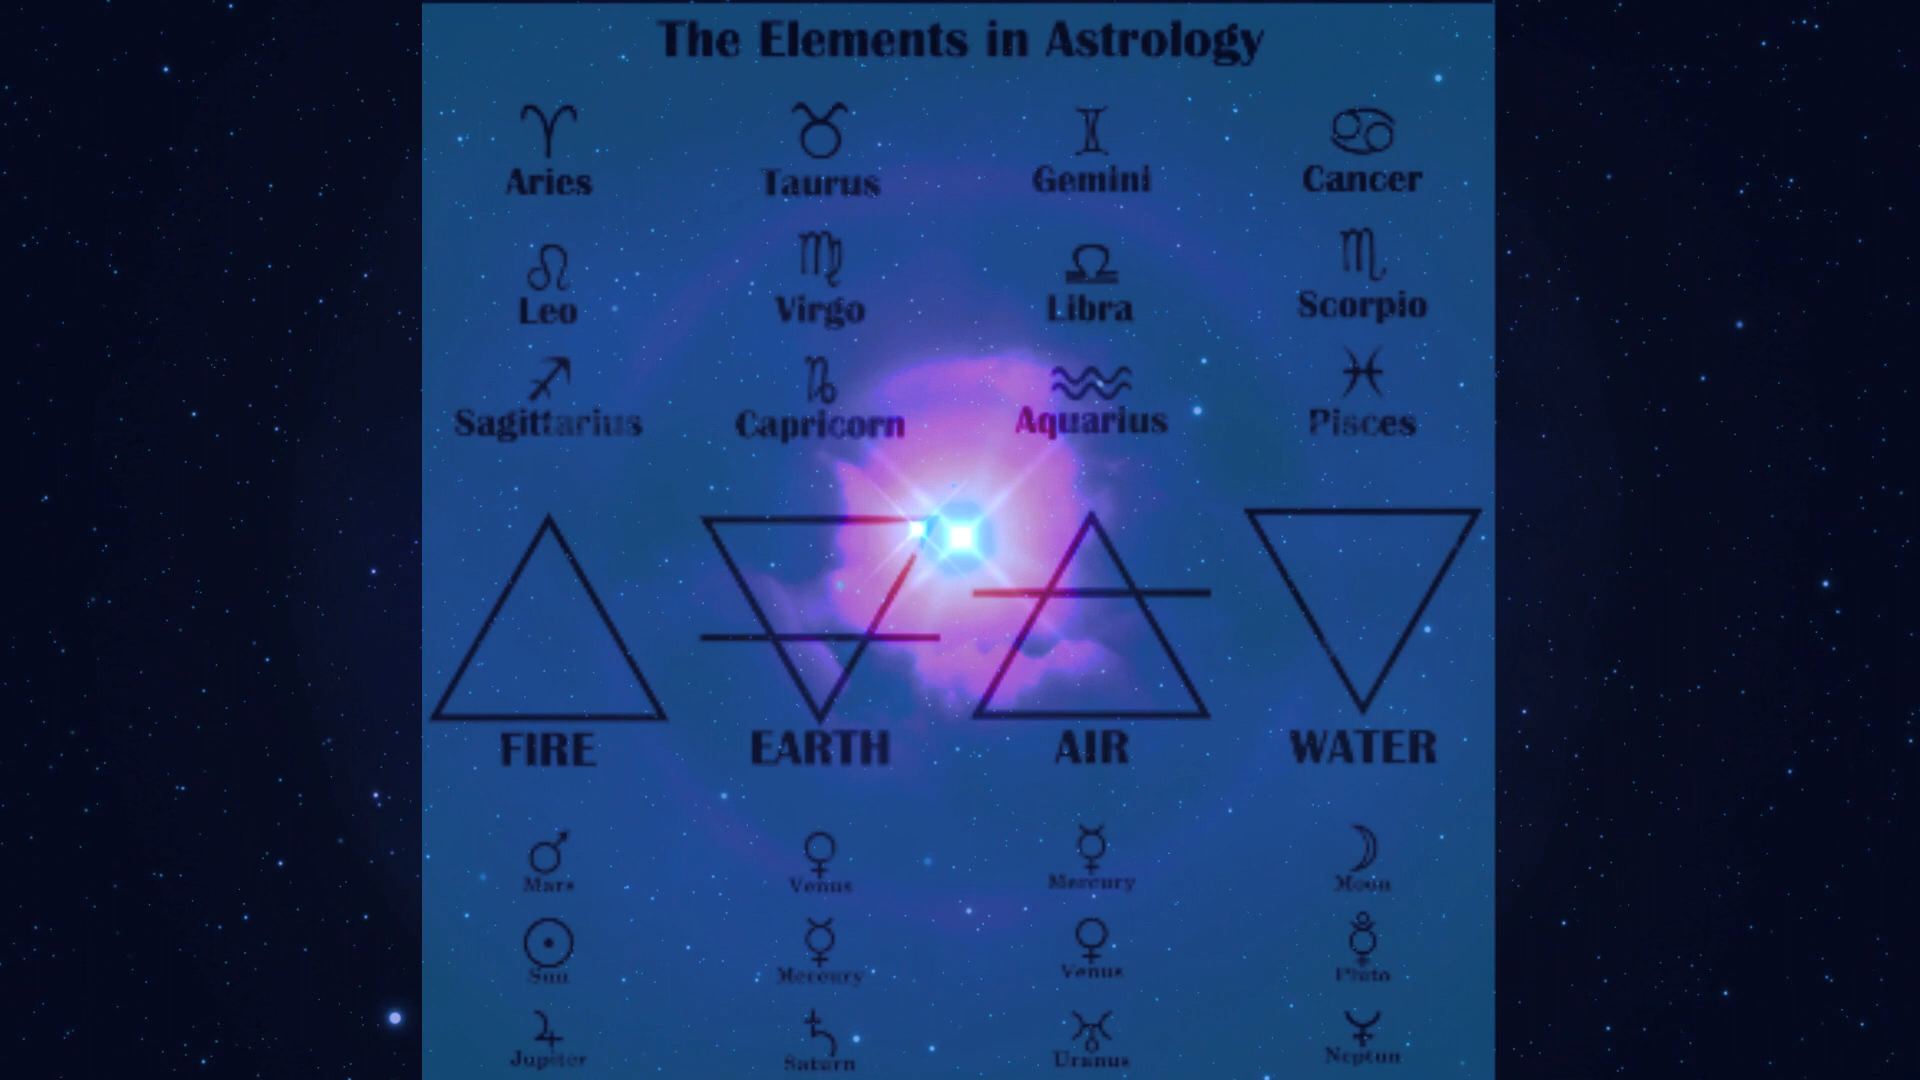 The Elements in Astrology
Aries Taurus Gemini Cancer
Leo Virgo Libra Scorpio
Sagittarius Capricorn Aquarius Pisces
FIRE EARTH AIR WATER
Mars Venus Mercury Moon
Sun Mercury Venus Pluto
Jupiter Saturn Uranus Neptun